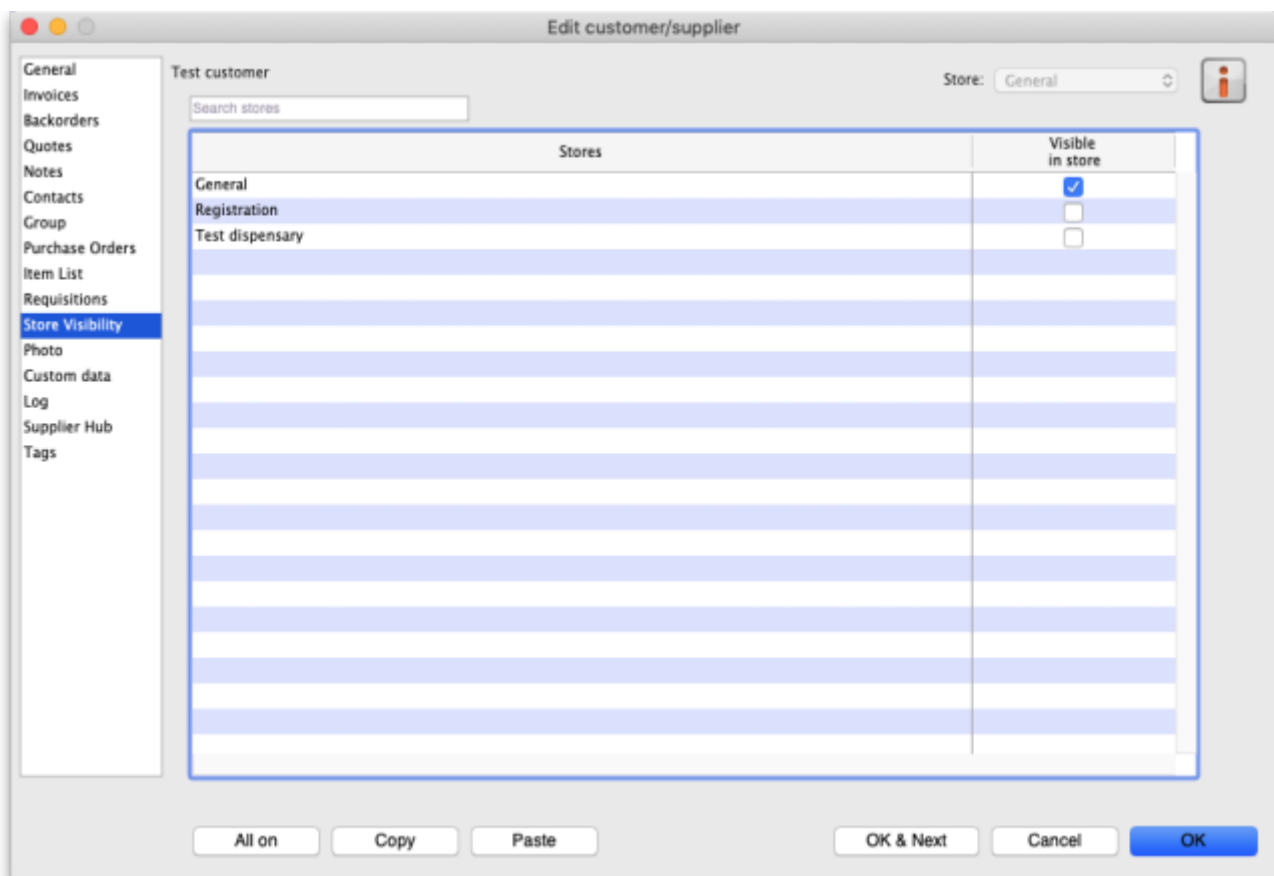 Edit customer/supplier
General
Invoices
Backorders
Quotes
Notes
Contacts
Group
Purchase Orders
Item List
Requisitions
Store Visibility
Photo
Custom data
Log
Supplier Hub
Tags
Test customer
Store: General
Search stores
Stores
Visible
in store
General
Registration
Test dispensary
All on
Copy
Paste
OK & Next
Cancel
OK